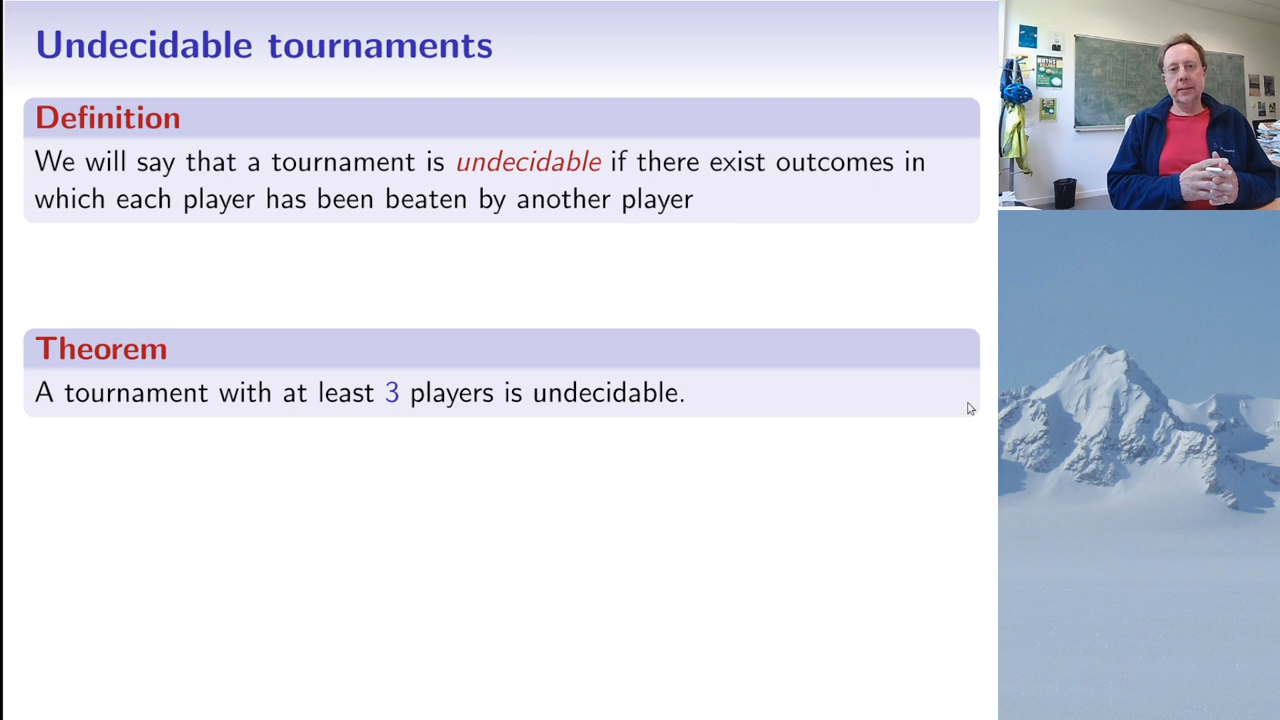 Undecidable tournaments
Definition
We will say that a tournament is undecidable if there exist outcomes in
which each player has been beaten by another player
Theorem
A tournament with at least 3 players is undecidable.